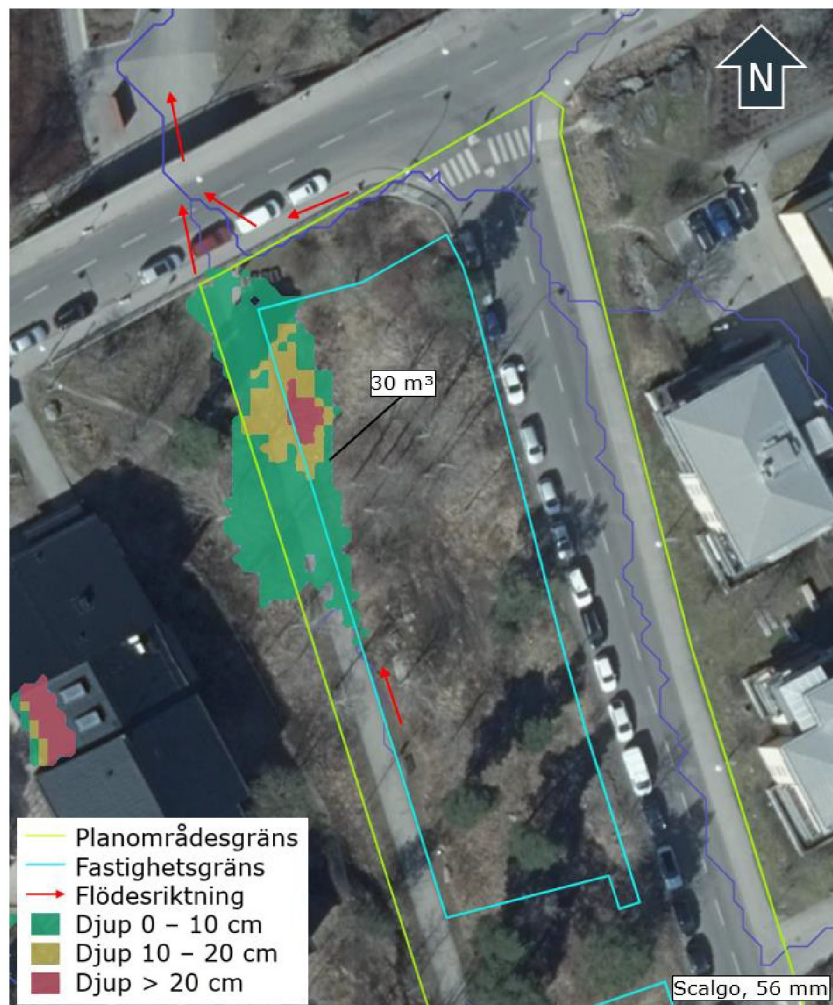 N
30 m³
Planområdesgräns
Fastighetsgräns
Flödesriktning
Djup 0 – 10 cm
Djup 10 – 20 cm
Djup > 20 cm
Scalgo, 56 mm